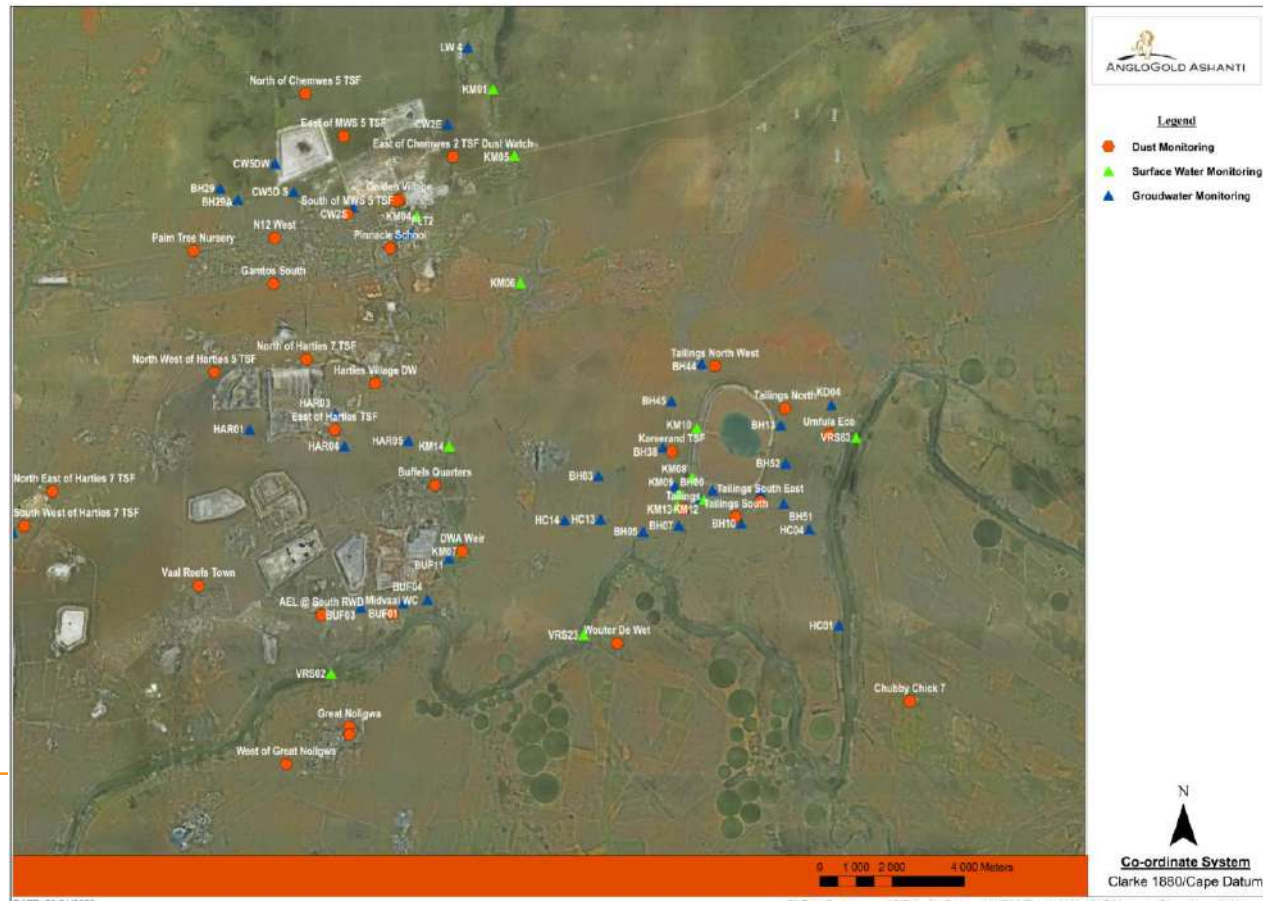 LW 4
North of Chemwes 5 TSF
KM01
ANGLOGOLD ASHANTI
Legend
Dust Monitoring
Surface Water Monitoring
Groudwater Monitoring
East of MWS 5 TSF
CW2E
East of Chemwes 2 TSF Dust Watch
KM05
CW5DW
BH29
BH29A
CW5D S
Golden Village
South of MWS 5 TSF
CW2S
KM04
N12 West
Pinnacle School
Palm Tree Nursery
Gamtos South
KM06
North of Harties 7 TSF
North West of Harties 5 TSF
Harties Village DW
Tailings North West
BH44
HAR03
BH45
Tailings North
KD04
East of Harties TSF
HAR01
KM10
BH13
Umfula Eco
HAR05
KM14
VRS63
HAR04
Karerand TSF
BH38
BH52
Buffels Quarters
BH03
KM08
North East of Harties 7 TSF
KM09
BH06
Tailings South East
Tailings
Tailings South
KM13
KM12
BH51
South West of Harties 7 TSF
HC14
HC13
BH05
BH07
BH10
HC04
DWA Weir
KM07
BUF11
Vaal Reefs Town
BUF04
AEL @ South RWD
Midvaal WC
BUF03
BUF01
HC01
VRS23
Wouter De Wet
VRS02
Chubby Chick 7
Great Noligwa
West of Great Noligwa
N
0 1 000 2 000 4 000 Meters
Co-ordinate System
Clarke 1880/Cape Datum